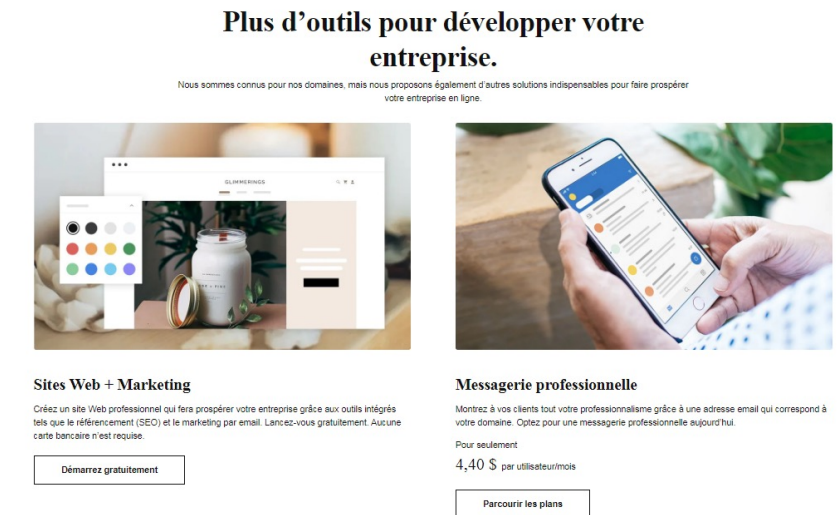 Plus d’outils pour développer votre
entreprise.
Nous sommes connus pour nos domaines, mais nous proposons également d’autres solutions indispensables pour faire prospérer
votre entreprise en ligne.
GLIMMERINGS
Sites Web + Marketing
Créez un site Web professionnel qui fera prospérer votre entreprise grâce aux outils intégrés
tels que le référencement (SEO) et le marketing par email. Lancez-vous gratuitement. Aucune
carte bancaire n’est requise.
Démarrez gratuitement
Messagerie professionnelle
Montrez à vos clients tout votre professionnalisme grâce à une adresse email qui correspond à
votre domaine. Optez pour une messagerie professionnelle aujourd’hui.
Pour seulement
4,40 $ par utilisateur/mois
Parcourir les plans